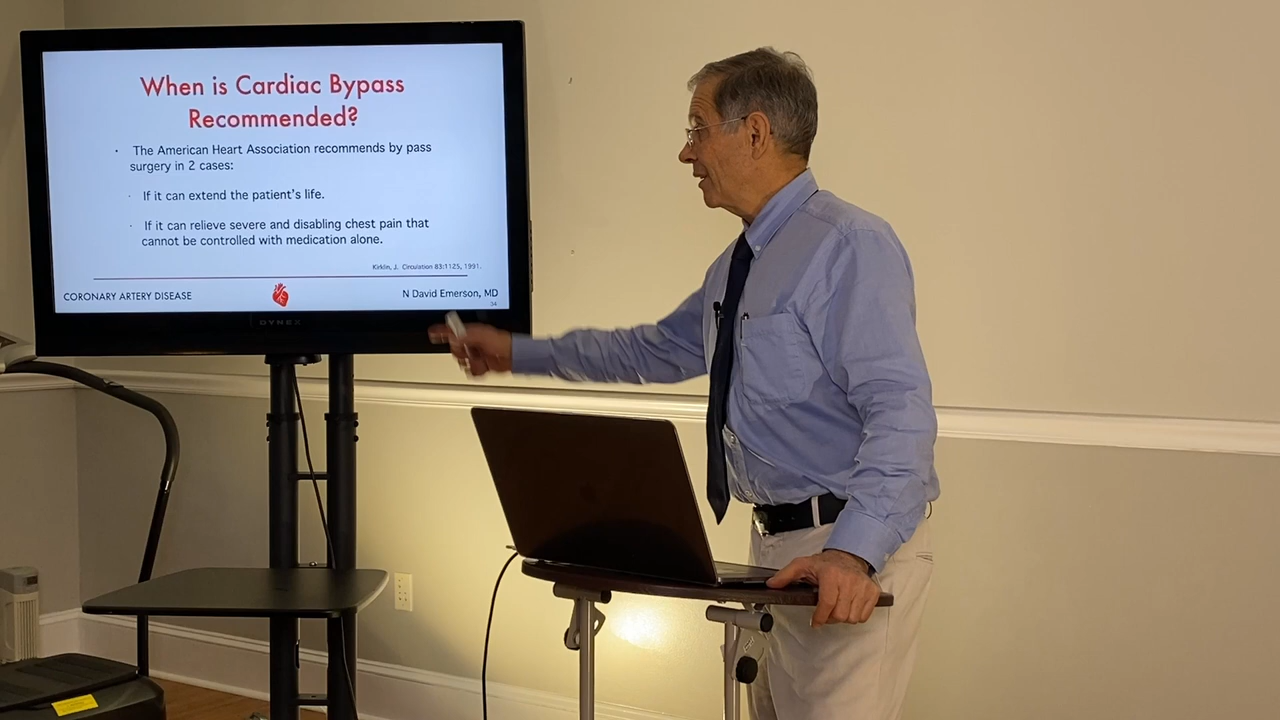 When is Cardiac Bypass
Recommended?
· The American Heart Association recommends by pass
surgery in 2 cases:
· If it can extend the patient's life.
· If it can relieve severe and disabling chest pain that
cannot be controlled with medication alone.
Kirklin, J. Circulation 83:1125, 1991.
CORONARY ARTERY DISEASE
N David Emerson, MD
34
DYNEX